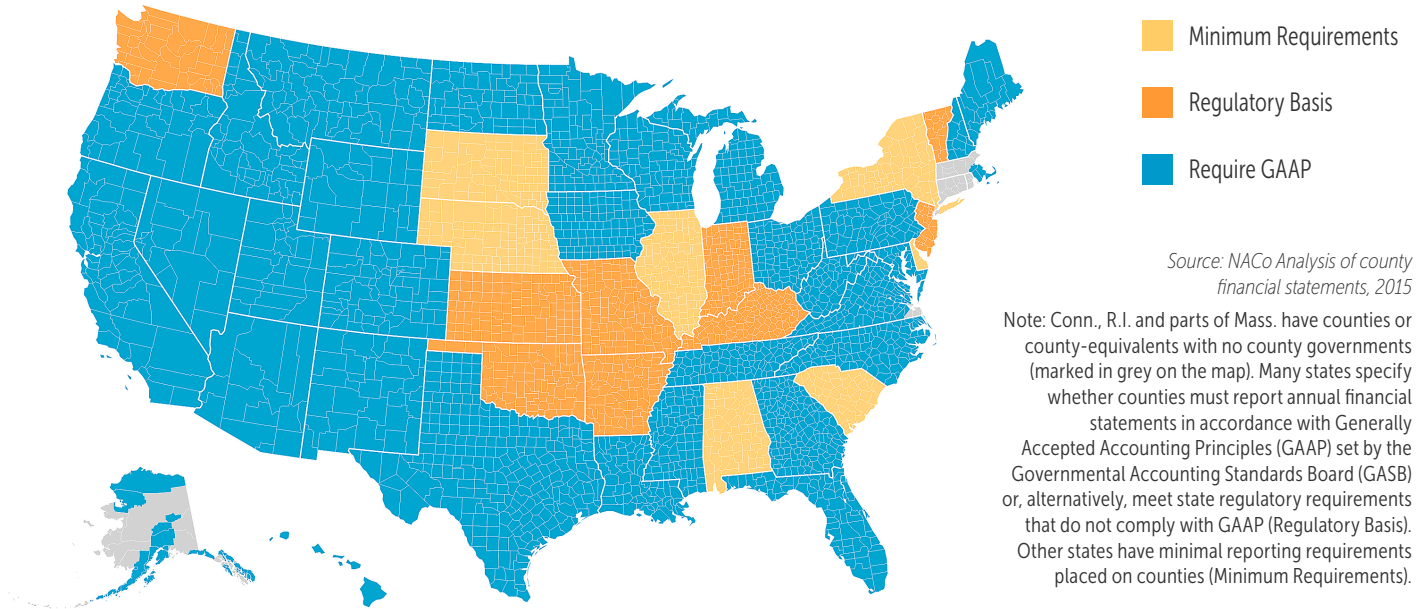 Minimum Requirements
Regulatory Basis
Require GAAP
Source: NACo Analysis of county
financial statements, 2015
Note: Conn., R.I. and parts of Mass. have counties or
county-equivalents with no county governments
(marked in grey on the map). Many states specify
whether counties must report annual financial
statements in accordance with Generally
Accepted Accounting Principles (GAAP) set by the
Governmental Accounting Standards Board (GASB)
or, alternatively, meet state regulatory requirements
that do not comply with GAAP (Regulatory Basis).
Other states have minimal reporting requirements
placed on counties (Minimum Requirements).